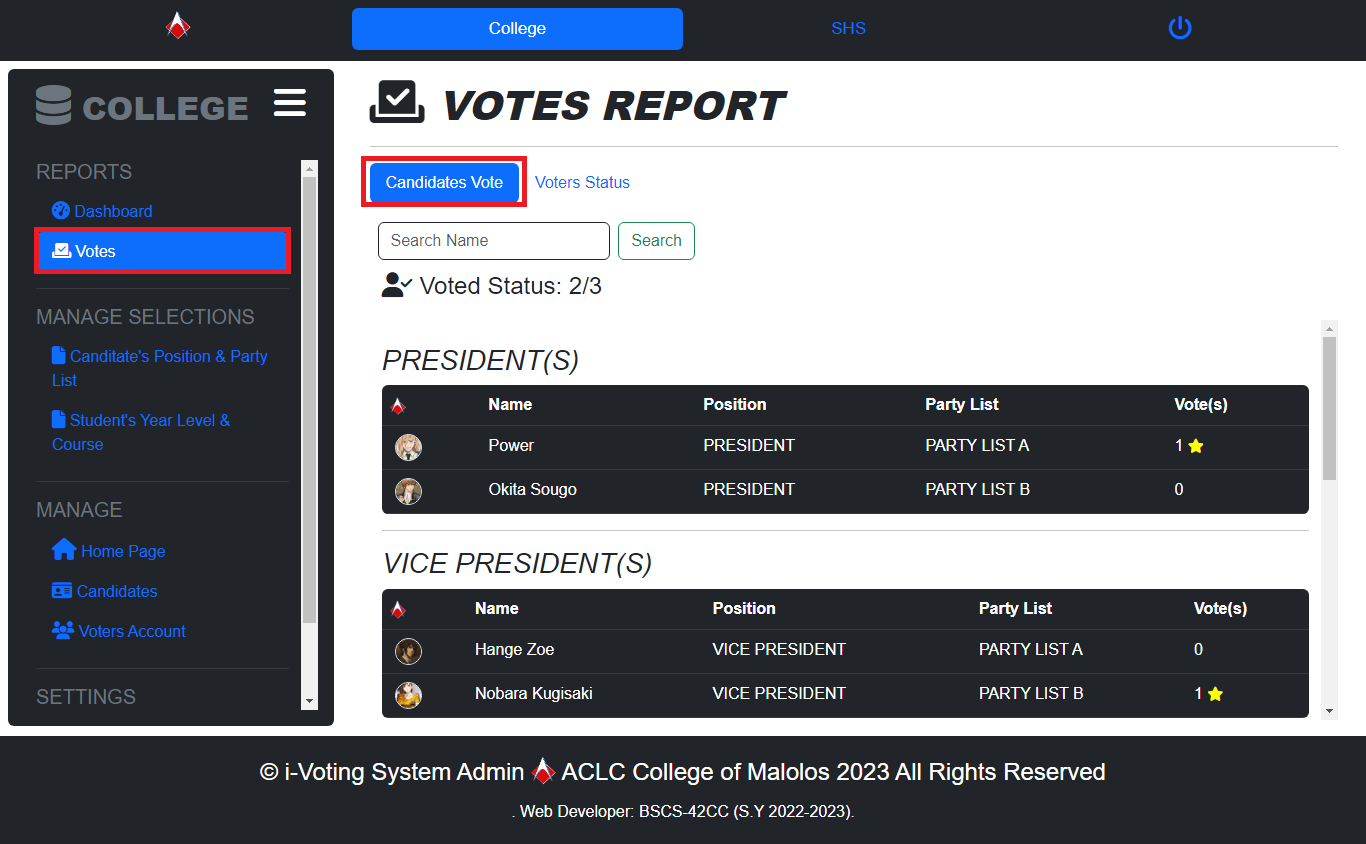 College
SHS
COLLEGE
REPORTS
Dashboard
Votes
MANAGE SELECTIONS
Canditate's Position & Party
List
Student's Year Level &
Course
MANAGE
Home Page
Candidates
Voters Account
SETTINGS
VOTES REPORT
Candidates Vote Voters Status
Search Name Search
Voted Status: 2/3
PRESIDENT(S)
Name Position Party List Vote(s)
Power PRESIDENT PARTY LIST A 1
Okita Sougo PRESIDENT PARTY LIST B 0
VICE PRESIDENT(S)
Name Position Party List Vote(s)
Hange Zoe VICE PRESIDENT PARTY LIST A 0
Nobara Kugisaki VICE PRESIDENT PARTY LIST B 1
© i-Voting System Admin ACLC College of Malolos 2023 All Rights Reserved
. Web Developer: BSCS-42CC (S.Y 2022-2023).